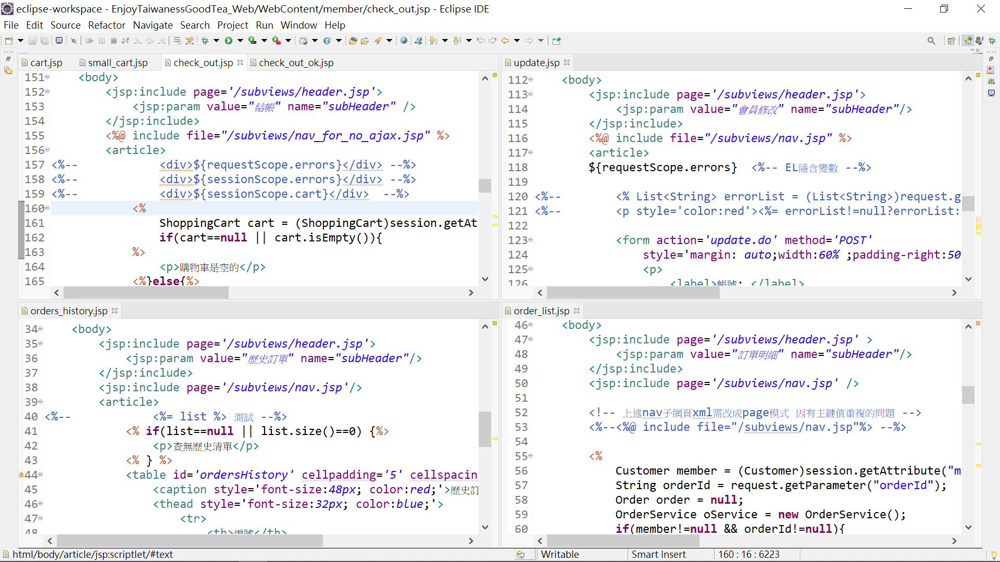 eclipse-workspace - EnjoyTaiwanessGoodTea_Web/WebContent/member/check_out.jsp - Eclipse IDE
File Edit Source Refactor Navigate Search Project Run Window Help
cart.jsp small_cart.jsp check_out.jsp check_out_ok.jsp
151 <body>
152 <jsp:include page='/subviews/header.jsp'>
153 <jsp:param value="結帳" name="subHeader" />
154 </jsp:include>
155 <%@ include file="/subviews/nav_for_no_ajax.jsp" %>
156 <article>
157 <%-- <div>${requestScope.errors}</div> --%>
158 <%-- <div>${sessionScope.errors}</div> --%>
159 <%-- <div>${sessionScope.cart}</div> --%>
160 <%
161 ShoppingCart cart = (ShoppingCart)session.getAt
162 if(cart==null || cart.isEmpty()){
163 %>
164 <p>購物車是空的</p>
165 <%}else{%>
update.jsp
112 <body>
113 <jsp:include page='/subviews/header.jsp'>
114 <jsp:param value="會員修改" name="subHeader"/>
115 </jsp:include>
116 <%@ include file="/subviews/nav.jsp" %>
117 <article>
118 ${requestScope.errors} <%-- EL隱含變數 --%>
119
120 <%-- <% List<String> errorList = (List<String>)request.g
121 <%-- <p style='color:red'><%= errorList!=null?errorList:
122
123 <form action='update.do' method='POST'
124 style='margin: auto;width:60% ;padding-right:50
125 <p>
126 <label>帳號: </label>
orders_history.jsp
34 <body>
35 <jsp:include page='/subviews/header.jsp'>
36 <jsp:param value="歷史訂單" name="subHeader"/>
37 </jsp:include>
38 <jsp:include page='/subviews/nav.jsp'/>
39 <article>
40 <%-- <%= list %> 測試 --%>
41 <% if(list==null || list.size()==0) {%>
42 <p>查無歷史清單</p>
43 <% } %>
44 <table id='ordersHistory' cellpadding='5' cellspacin
45 <caption style='font-size:48px; color:red;'>歷史訂
46 <thead style='font-size:32px; color:blue;'>
47 <tr>
48 <th>編號</th>
order_list.jsp
46 <body>
47 <jsp:include page='/subviews/header.jsp' >
48 <jsp:param value="訂單明細" name="subHeader"/>
49 </jsp:include>
50 <jsp:include page='/subviews/nav.jsp' />
51
52 <!-- 上述nav子網頁xml需改成page模式 因有主鍵值重複的問題 -->
53 <%--<%@ include file="/subviews/nav.jsp"%> --%>
54
55 <%
56 Customer member = (Customer)session.getAttribute("m
57 String orderId = request.getParameter("orderId");
58 Order order = null;
59 OrderService oService = new OrderService();
60 if(member!=null && orderId!=null){
html/body/article/jsp:scriptlet/#text Writable Smart Insert 160 : 16 : 6223